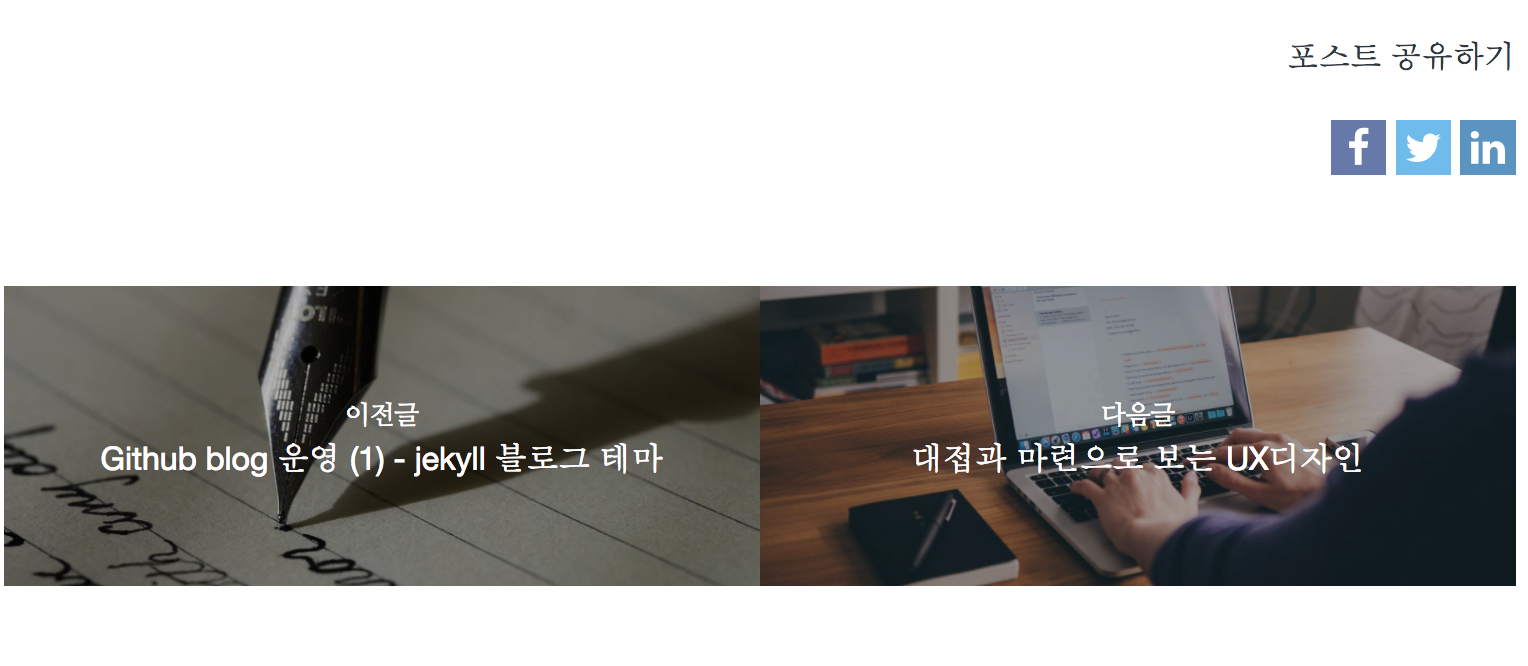 포스트 공유하기
이전글
Github blog 운영 (1) - jekyll 블로그 테마
다음글
대접과 마련으로 보는 UX디자인